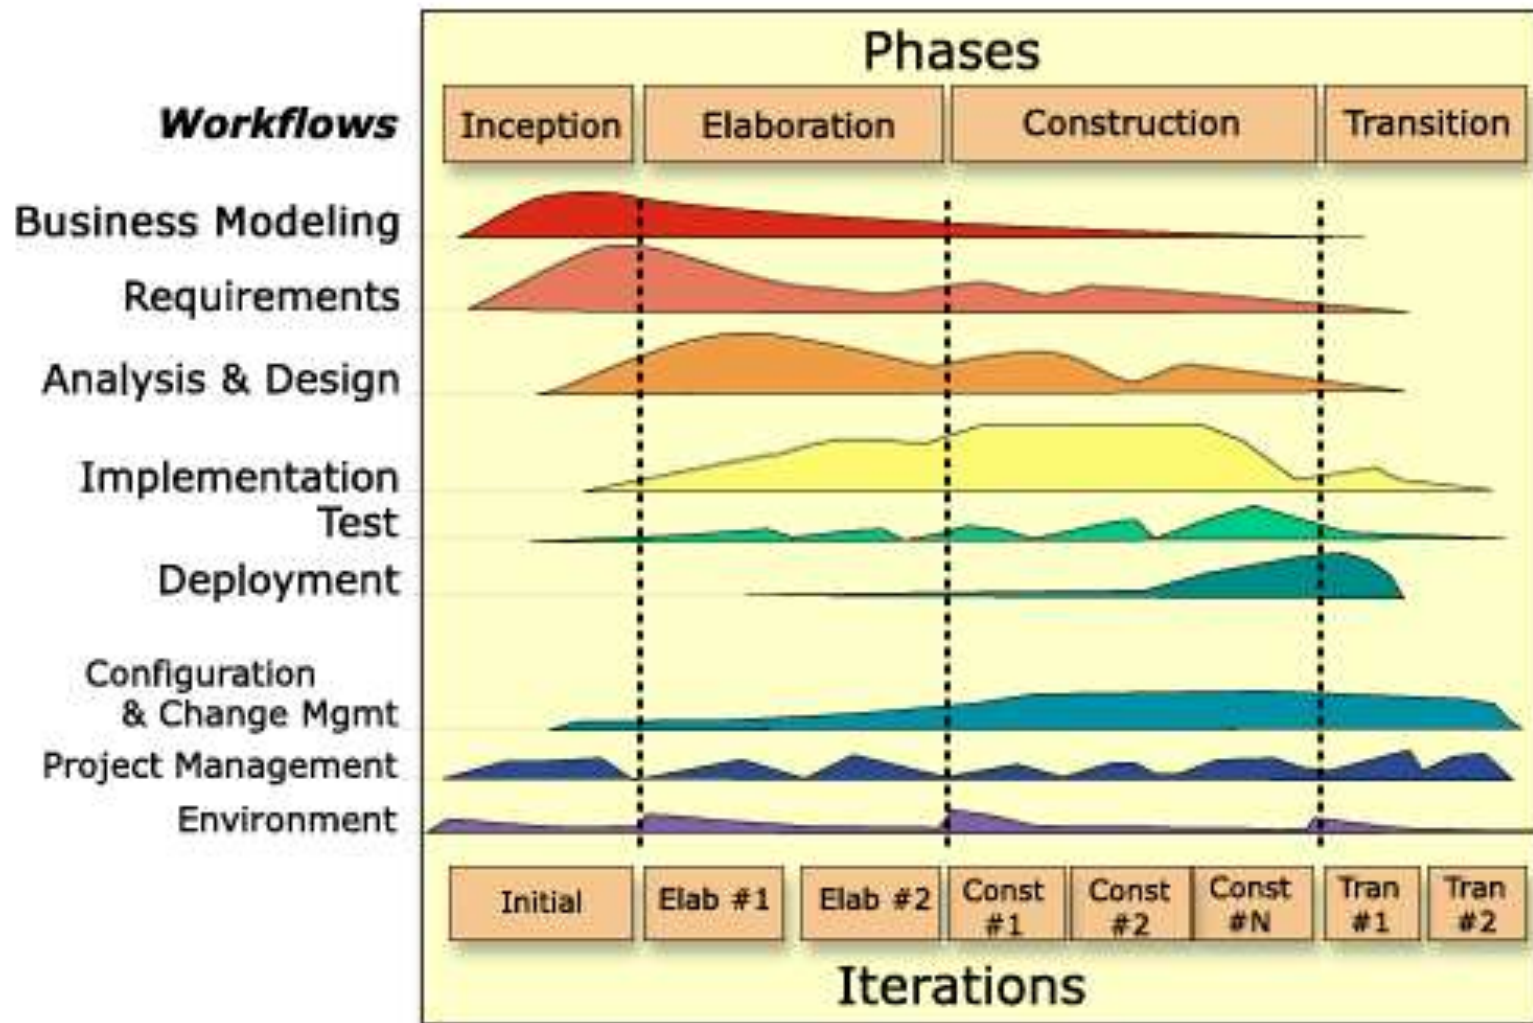 Phases
Workflows
Inception
Elaboration
Construction
Transition
Business Modeling
Requirements
Analysis & Design
Implementation
Test
Deployment
Configuration
& Change Mgmt
Project Management
Environment
Initial
Elab #1
Elab #2
Const
#1
Const
#2
Const
#N
Tran
#1
Tran
#2
Iterations